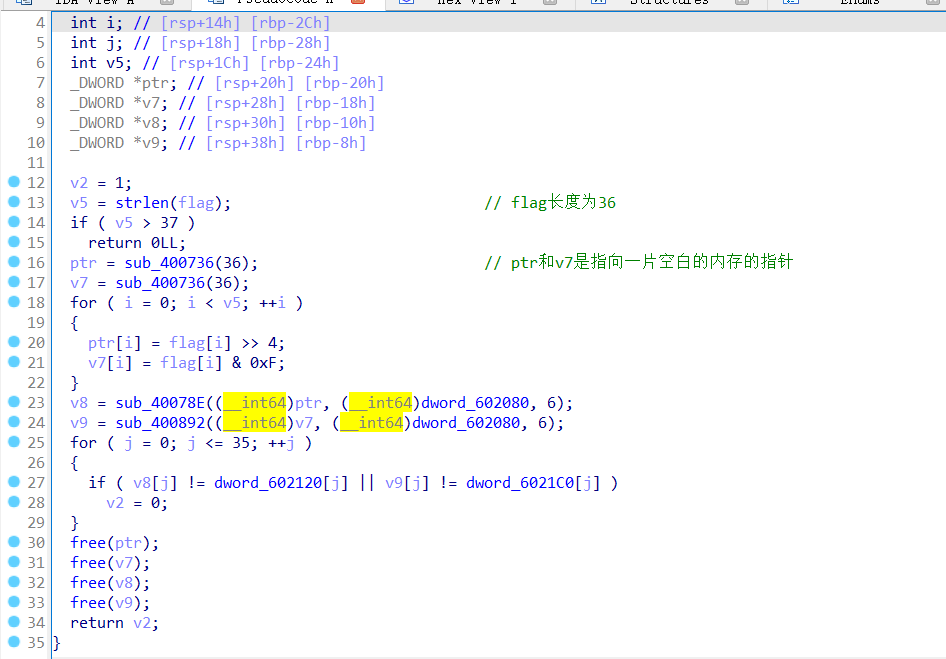 IDA View-A Pseudocode-A Hex View-1 Structures Enums
4 int i; // [rsp+14h] [rbp-2Ch]
5 int j; // [rsp+18h] [rbp-28h]
6 int v5; // [rsp+1Ch] [rbp-24h]
7 _DWORD *ptr; // [rsp+20h] [rbp-20h]
8 _DWORD *v7; // [rsp+28h] [rbp-18h]
9 _DWORD *v8; // [rsp+30h] [rbp-10h]
10 _DWORD *v9; // [rsp+38h] [rbp-8h]
11
12 v2 = 1;
13 v5 = strlen(flag); // flag长度为36
14 if ( v5 > 37 )
15 return 0LL;
16 ptr = sub_400736(36); // ptr和v7是指向一片空白的内存的指针
17 v7 = sub_400736(36);
18 for ( i = 0; i < v5; ++i )
19 {
20 ptr[i] = flag[i] >> 4;
21 v7[i] = flag[i] & 0xF;
22 }
23 v8 = sub_40078E((__int64)ptr, (__int64)dword_602080, 6);
24 v9 = sub_400892((__int64)v7, (__int64)dword_602080, 6);
25 for ( j = 0; j <= 35; ++j )
26 {
27 if ( v8[j] != dword_602120[j] || v9[j] != dword_6021C0[j] )
28 v2 = 0;
29 }
30 free(ptr);
31 free(v7);
32 free(v8);
33 free(v9);
34 return v2;
35 }